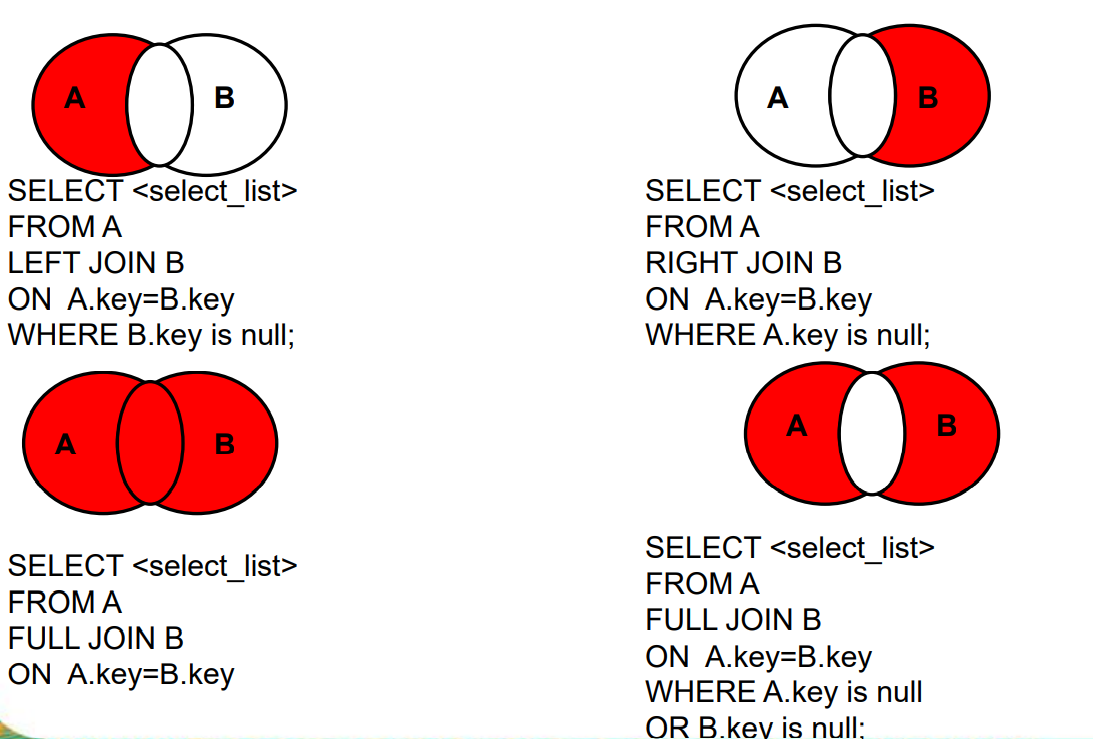 A B
SELECT <select_list>
FROM A
LEFT JOIN B
ON A.key=B.key
WHERE B.key is null;
A B
SELECT <select_list>
FROM A
RIGHT JOIN B
ON A.key=B.key
WHERE A.key is null;
A B
SELECT <select_list>
FROM A
FULL JOIN B
ON A.key=B.key
A B
SELECT <select_list>
FROM A
FULL JOIN B
ON A.key=B.key
WHERE A.key is null
OR B.key is null;